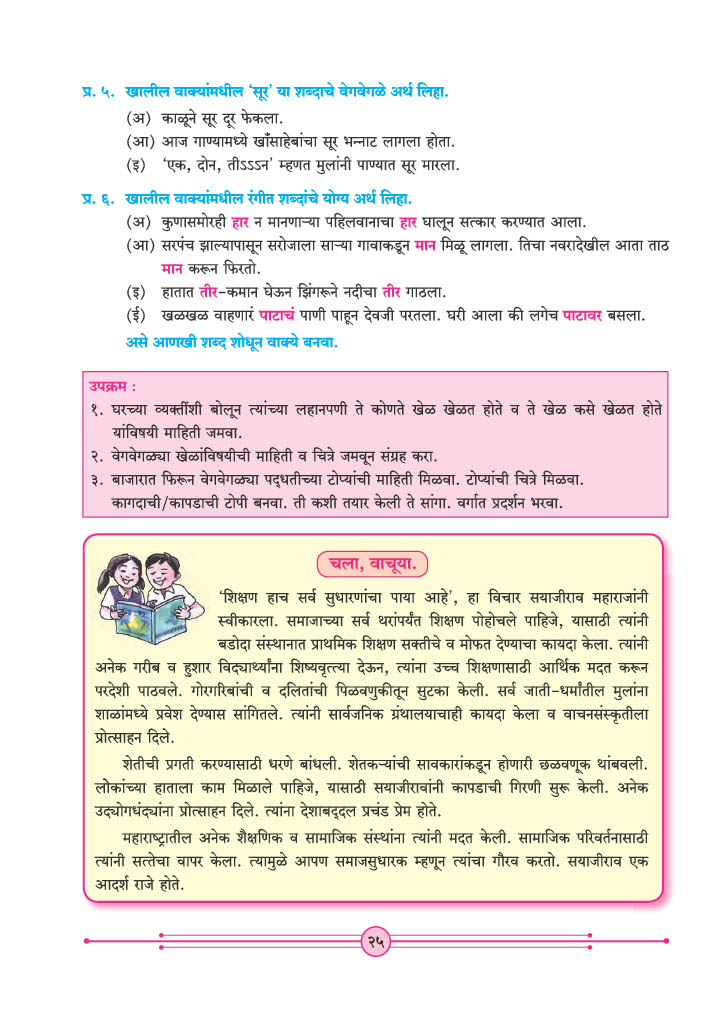 प्र. ५. खालील वाक्यांमधील ‘सूर’ या शब्दाचे वेगवेगळे अर्थ लिहा.
(अ) काळूने सूर दूर फेकला.
(आ) आज गाण्यामध्ये खाँसाहेबांचा सूर भन्नाट लागला होता.
(इ) ‘एक, दोन, तीऽऽऽन’ म्हणत मुलांनी पाण्यात सूर मारला.
प्र. ६. खालील वाक्यांमधील रंगीत शब्दांचे योग्य अर्थ लिहा.
(अ) कुणासमोरही हार न मानणाऱ्या पहिलवानाचा हार घालून सत्कार करण्यात आला.
(आ) सरपंच झाल्यापासून सरोजाला साऱ्या गावाकडून मान मिळू लागला. तिचा नवरादेखील आता ताठ
मान करून फिरतो.
(इ) हातात तीर-कमान घेऊन झिंगरूने नदीचा तीर गाठला.
(ई) खळखळ वाहणारं पाटाचं पाणी पाहून देवजी परतला. घरी आला की लगेच पाटावर बसला.
असे आणखी शब्द शोधून वाक्ये बनवा.
उपक्रम :
१. घरच्या व्यक्तींशी बोलून त्यांच्या लहानपणी ते कोणते खेळ खेळत होते व ते खेळ कसे खेळत होते
यांविषयी माहिती जमवा.
२. वेगवेगळ्या खेळांविषयीची माहिती व चित्रे जमवून संग्रह करा.
३. बाजारात फिरून वेगवेगळ्या पद्धतीच्या टोप्यांची माहिती मिळवा. टोप्यांची चित्रे मिळवा.
कागदाची/कापडाची टोपी बनवा. ती कशी तयार केली ते सांगा. वर्गात प्रदर्शन भरवा.
चला, वाचूया.
‘शिक्षण हाच सर्व सुधारणांचा पाया आहे’, हा विचार सयाजीराव महाराजांनी
स्वीकारला. समाजाच्या सर्व थरांपर्यंत शिक्षण पोहोचले पाहिजे, यासाठी त्यांनी
बडोदा संस्थानात प्राथमिक शिक्षण सक्तीचे व मोफत देण्याचा कायदा केला. त्यांनी
अनेक गरीब व हुशार विद्यार्थ्यांना शिष्यवृत्त्या देऊन, त्यांना उच्च शिक्षणासाठी आर्थिक मदत करून
परदेशी पाठवले. गोरगरिबांची व दलितांची पिळवणुकीतून सुटका केली. सर्व जाती-धर्मांतील मुलांना
शाळांमध्ये प्रवेश देण्यास सांगितले. त्यांनी सार्वजनिक ग्रंथालयाचाही कायदा केला व वाचनसंस्कृतीला
प्रोत्साहन दिले.
शेतीची प्रगती करण्यासाठी धरणे बांधली. शेतकऱ्यांची सावकारांकडून होणारी छळवणूक थांबवली.
लोकांच्या हाताला काम मिळाले पाहिजे, यासाठी सयाजीरावांनी कापडाची गिरणी सुरू केली. अनेक
उद्योगधंद्यांना प्रोत्साहन दिले. त्यांना देशाबद्दल प्रचंड प्रेम होते.
महाराष्ट्रातील अनेक शैक्षणिक व सामाजिक संस्थांना त्यांनी मदत केली. सामाजिक परिवर्तनासाठी
त्यांनी सत्तेचा वापर केला. त्यामुळे आपण समाजसुधारक म्हणून त्यांचा गौरव करतो. सयाजीराव एक
आदर्श राजे होते.
२५